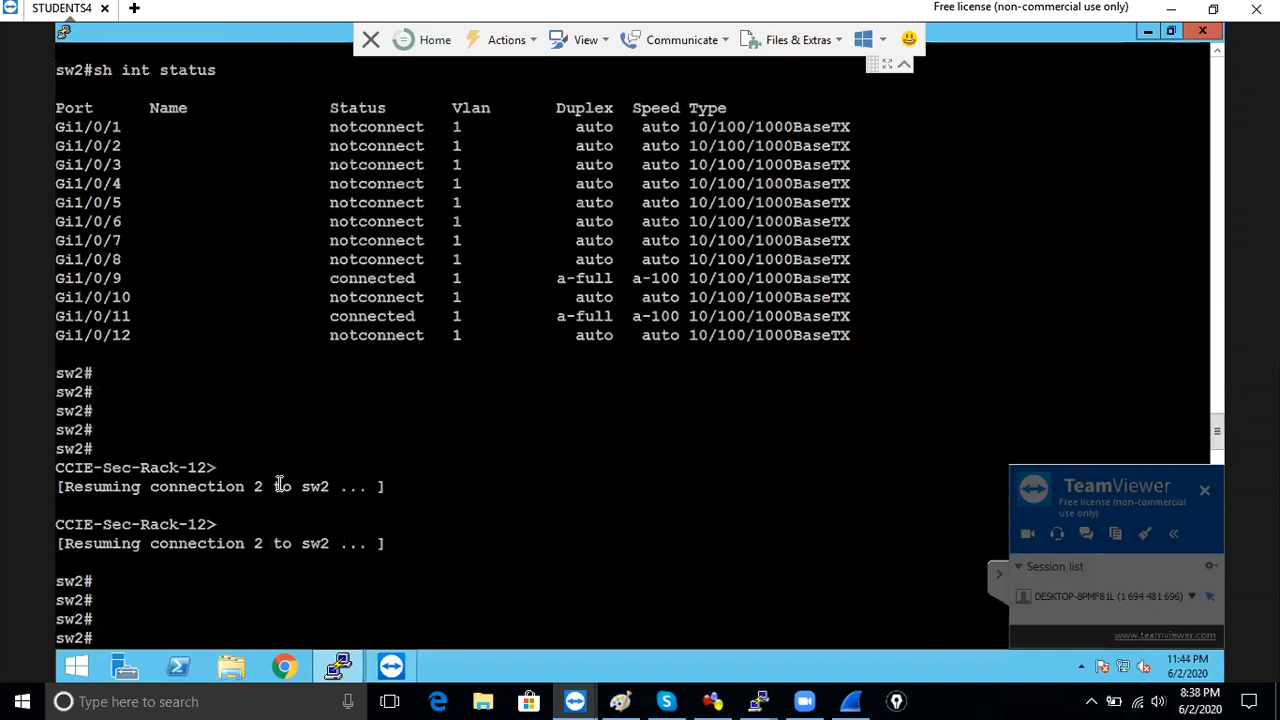 STUDENTS4
Free license (non-commercial use only)
Home Actions View Communicate Files & Extras
sw2#sh int status
Port Name Status Vlan Duplex Speed Type
Gi1/0/1 notconnect 1 auto auto 10/100/1000BaseTX
Gi1/0/2 notconnect 1 auto auto 10/100/1000BaseTX
Gi1/0/3 notconnect 1 auto auto 10/100/1000BaseTX
Gi1/0/4 notconnect 1 auto auto 10/100/1000BaseTX
Gi1/0/5 notconnect 1 auto auto 10/100/1000BaseTX
Gi1/0/6 notconnect 1 auto auto 10/100/1000BaseTX
Gi1/0/7 notconnect 1 auto auto 10/100/1000BaseTX
Gi1/0/8 notconnect 1 auto auto 10/100/1000BaseTX
Gi1/0/9 connected 1 a-full a-100 10/100/1000BaseTX
Gi1/0/10 notconnect 1 auto auto 10/100/1000BaseTX
Gi1/0/11 connected 1 a-full a-100 10/100/1000BaseTX
Gi1/0/12 notconnect 1 auto auto 10/100/1000BaseTX
sw2#
sw2#
sw2#
sw2#
sw2#
CCIE-Sec-Rack-12>
[Resuming connection 2 to sw2 ... ]
CCIE-Sec-Rack-12>
[Resuming connection 2 to sw2 ... ]
sw2#
sw2#
sw2#
sw2#
TeamViewer
Free license (non-commercial
use only)
Session list
DESKTOP-8PMFB1L (1 694 481 696)
www.teamviewer.com
11:44 PM
6/2/2020
Type here to search
8:38 PM
6/2/2020